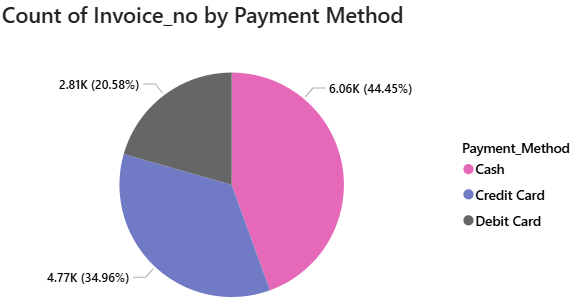 Count of Invoice_no by Payment Method
2.81K (20.58%)
6.06K (44.45%)
Payment_Method
Cash
Credit Card
Debit Card
4.77K (34.96%)